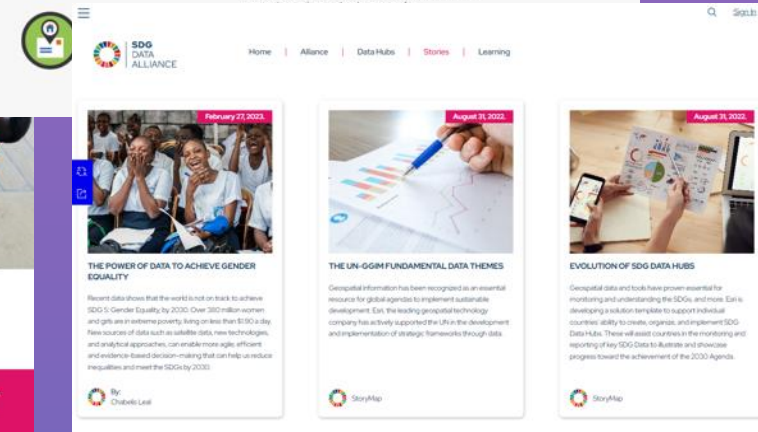 Sign In
SDG
DATA
ALLIANCE
Home | Alliance | Data Hubs | Stories | Learning
February 27, 2023.
THE POWER OF DATA TO ACHIEVE GENDER
EQUALITY
Recent data shows that the world is not on track to achieve
SDG 5: Gender Equality, by 2030. Over 380 million women
and girls are in extreme poverty, living on less than $1.90 a day.
New sources of data such as satellite data, new technologies,
and analytical approaches, can enable more agile, efficient
and evidence-based decision-making that can help us reduce
inequalities and meet the SDGs by 2030.
By:
Chabelis Leal
August 31, 2022.
THE UN-GGIM FUNDAMENTAL DATA THEMES
Geospatial information has been recognized as an essential
resource for global agendas to implement sustainable
development. Esri, the leading geospatial technology
company has actively supported the UN in the development
and implementation of strategic frameworks through data.
StoryMap
August 31, 2022.
EVOLUTION OF SDG DATA HUBS
Geospatial data and tools have proven essential for
monitoring and understanding the SDGs, and more. Esri is
developing a solution template to support individual
countries' ability to create, organize, and implement SDG
Data Hubs. These will assist countries in the monitoring and
reporting of key SDG Data to illustrate and showcase
progress toward the achievement of the 2030 Agenda.
StoryMap